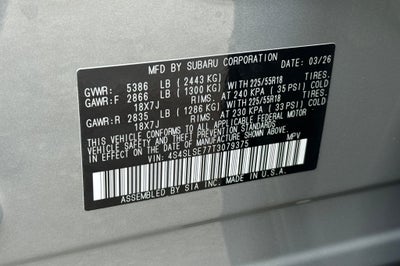 MFD BY SUBARU CORPORATION DATE: 03/26
GVWR: 5386 LB ( 2443 KG)
GAWR:F 2866 LB ( 1300 KG) WITH 225/55R18 TIRES.
18X7J RIMS. AT 240 KPA ( 35 PSI) COLD
GAWR:R 2835 LB ( 1286 KG) WITH 225/55R18 TIRES.
18X7J RIMS. AT 230 KPA ( 33 PSI) COLD
THIS VEHICLE CONFORMS TO ALL APPLICABLE FEDERAL MOTOR
VEHICLE SAFETY STANDARDS IN EFFECT ON THE
DATE OF MANUFACTURE SHOWN ABOVE.
VIN: 4S4SLSE77T3079375 MPV
ASSEMBLED BY SIA INC. MADE IN U.S.A.